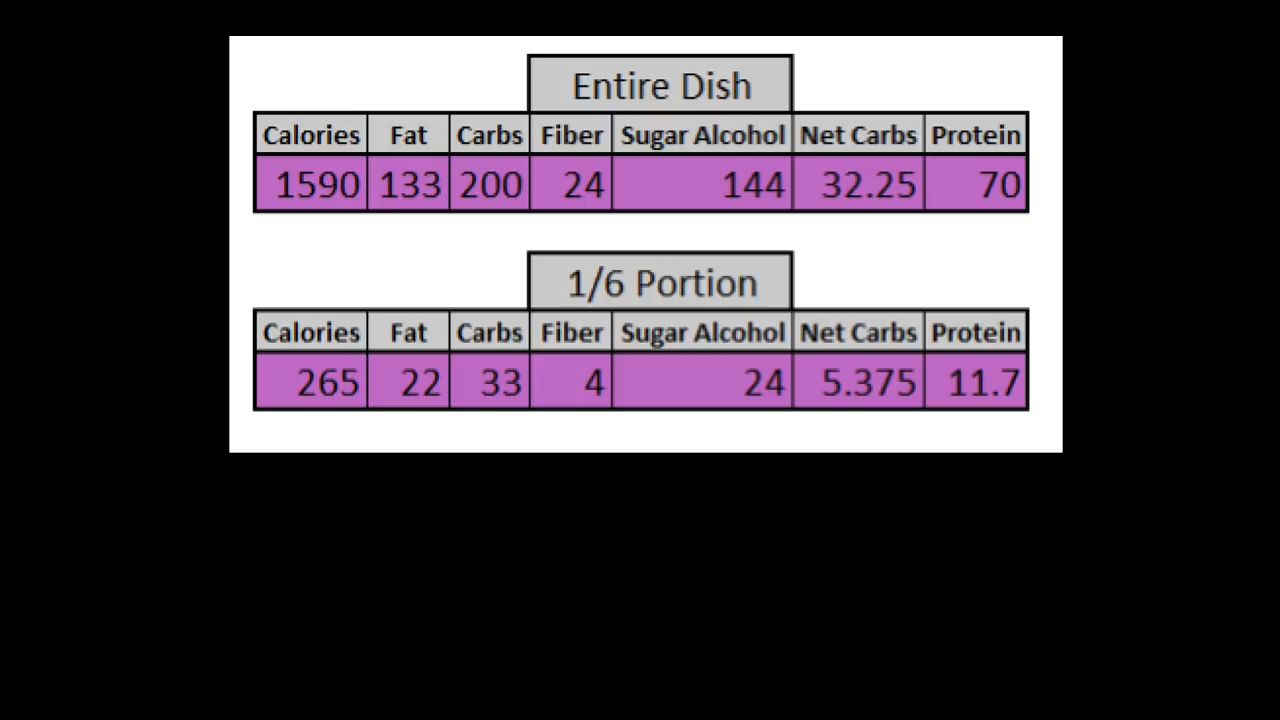 Entire Dish
Calories Fat Carbs Fiber Sugar Alcohol Net Carbs Protein
1590 133 200 24 144 32.25 70
1/6 Portion
Calories Fat Carbs Fiber Sugar Alcohol Net Carbs Protein
265 22 33 4 24 5.375 11.7